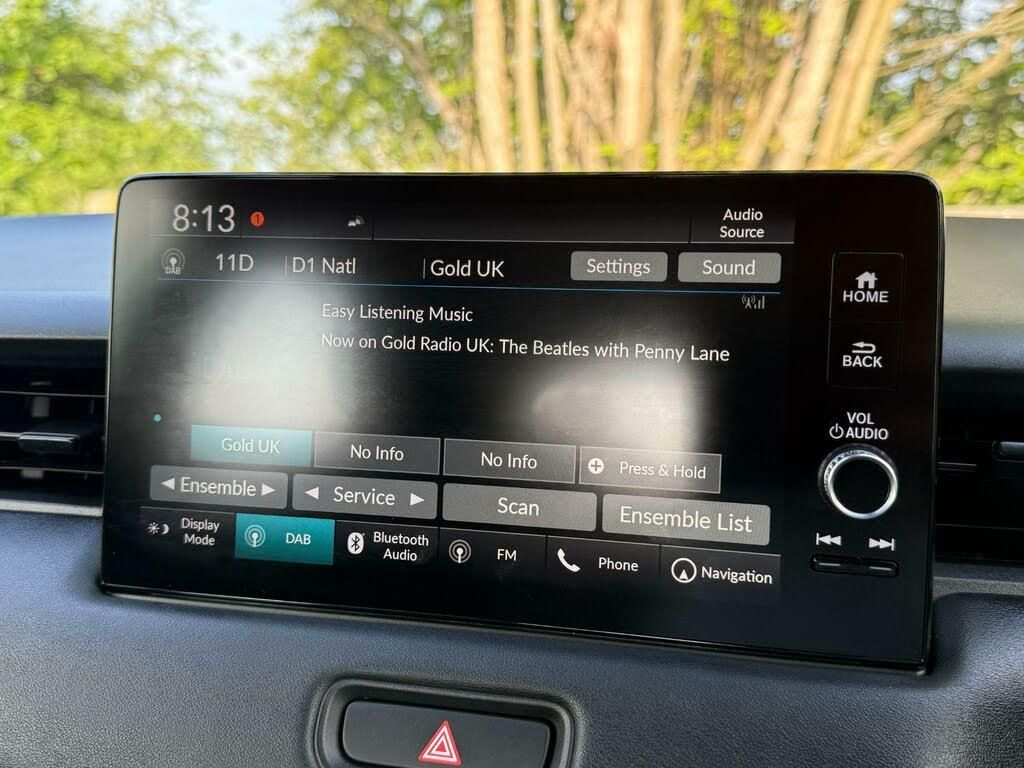 8:13
1
Audio
Source
DAB
11D
D1 Natl
Gold UK
Settings
Sound
HOME
Easy Listening Music
Now on Gold Radio UK: The Beatles with Penny Lane
BACK
VOL
AUDIO
Gold UK
No Info
No Info
Press & Hold
Ensemble
Service
Scan
Ensemble List
Display
Mode
DAB
Bluetooth
Audio
FM
Phone
Navigation